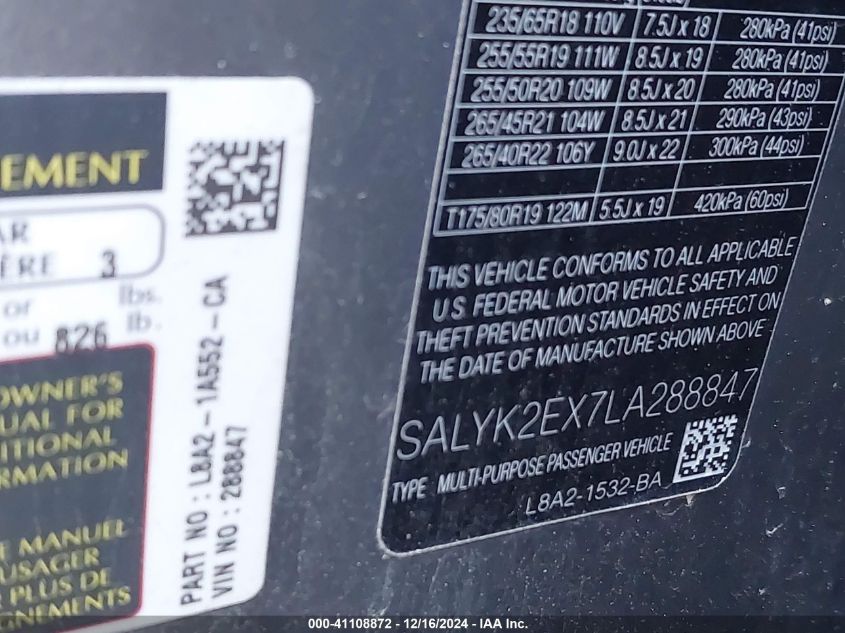 EMENT
AR
ÈRE 3
or lbs.
ou 826 lb.
OWNER'S
UAL FOR
ITIONAL
RMATION
E MANUEL
USAGER
R PLUS DE
GNEMENTS
PART NO : L8A2-1A552-CA
VIN NO : 288847
235/65R18 110V 7.5J x 18 280kPa (41psi)
255/55R19 111W 8.5J x 19 280kPa (41psi)
255/50R20 109W 8.5J x 20 280kPa (41psi)
265/45R21 104W 8.5J x 21 290kPa (43psi)
265/40R22 106Y 9.0J x 22 300kPa (44psi)
T175/80R19 122M 5.5J x 19 420kPa (60psi)
THIS VEHICLE CONFORMS TO ALL APPLICABLE
U.S. FEDERAL MOTOR VEHICLE SAFETY AND
THEFT PREVENTION STANDARDS IN EFFECT ON
THE DATE OF MANUFACTURE SHOWN ABOVE
SALYK2EX7LA288847
TYPE MULTI-PURPOSE PASSENGER VEHICLE
L8A2-1532-BA
000-41108872 - 12/16/2024 - IAA Inc.